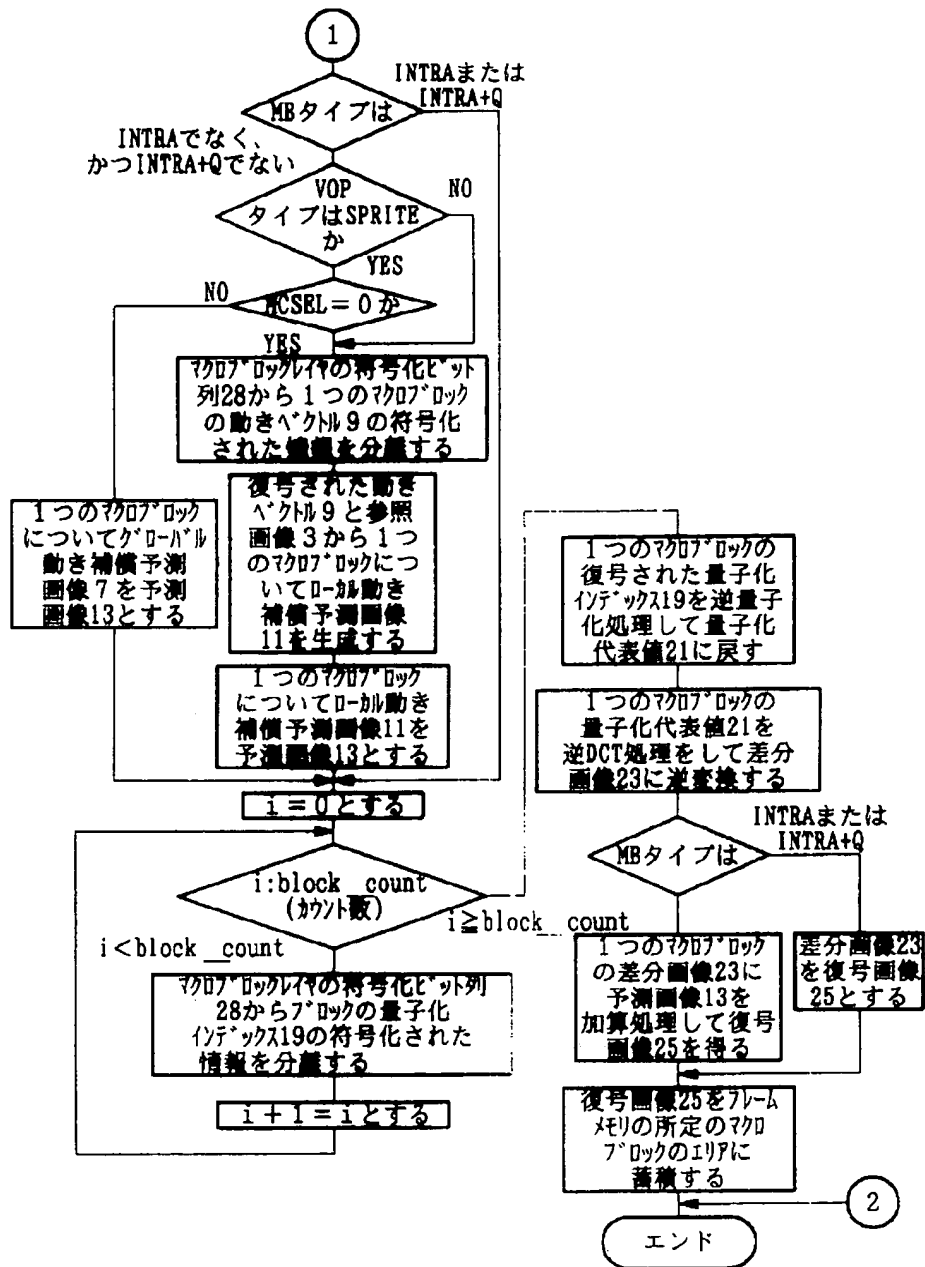 1
INTRAまたは
INTRA+Q
MBタイプは
INTRAでなく、
かつINTRA+Qでない
VOP
タイプはSPRITE
か
NO
YES
NO
MCSEL=0か
YES
マクロブロックレイヤの符号化ビット
列28から1つのマクロブロック
の動きベクトル9の符号化
された情報を分離する
復号された動き
ベクトル9と参照
画像3から1つ
のマクロブロックにつ
いてローカル動き
補償予測画像
11を生成する
1つのマクロブロック
についてグローバル
動き補償予測
画像7を予測
画像13とする
1つのマクロブロック
についてローカル動き
補償予測画像11を
予測画像13とする
i=0とする
i:block_count
(カウント数)
i≧block_count
i<block_count
マクロブロックレイヤの符号化ビット列
28からブロックの量子化
インデックス19の符号化された
情報を分離する
i+1=iとする
1つのマクロブロックの
復号された量子化
インデックス19を逆量子
化処理して量子化
代表値21に戻す
1つのマクロブロックの
量子化代表値21を
逆DCT処理をして差分
画像23に逆変換する
INTRAまたは
INTRA+Q
MBタイプは
1つのマクロブロック
の差分画像23に
予測画像13を
加算処理して復号
画像25を得る
差分画像23
を復号画像
25とする
復号画像25をフレーム
メモリの所定のマクロ
ブロックのエリアに
蓄積する
2
エンド